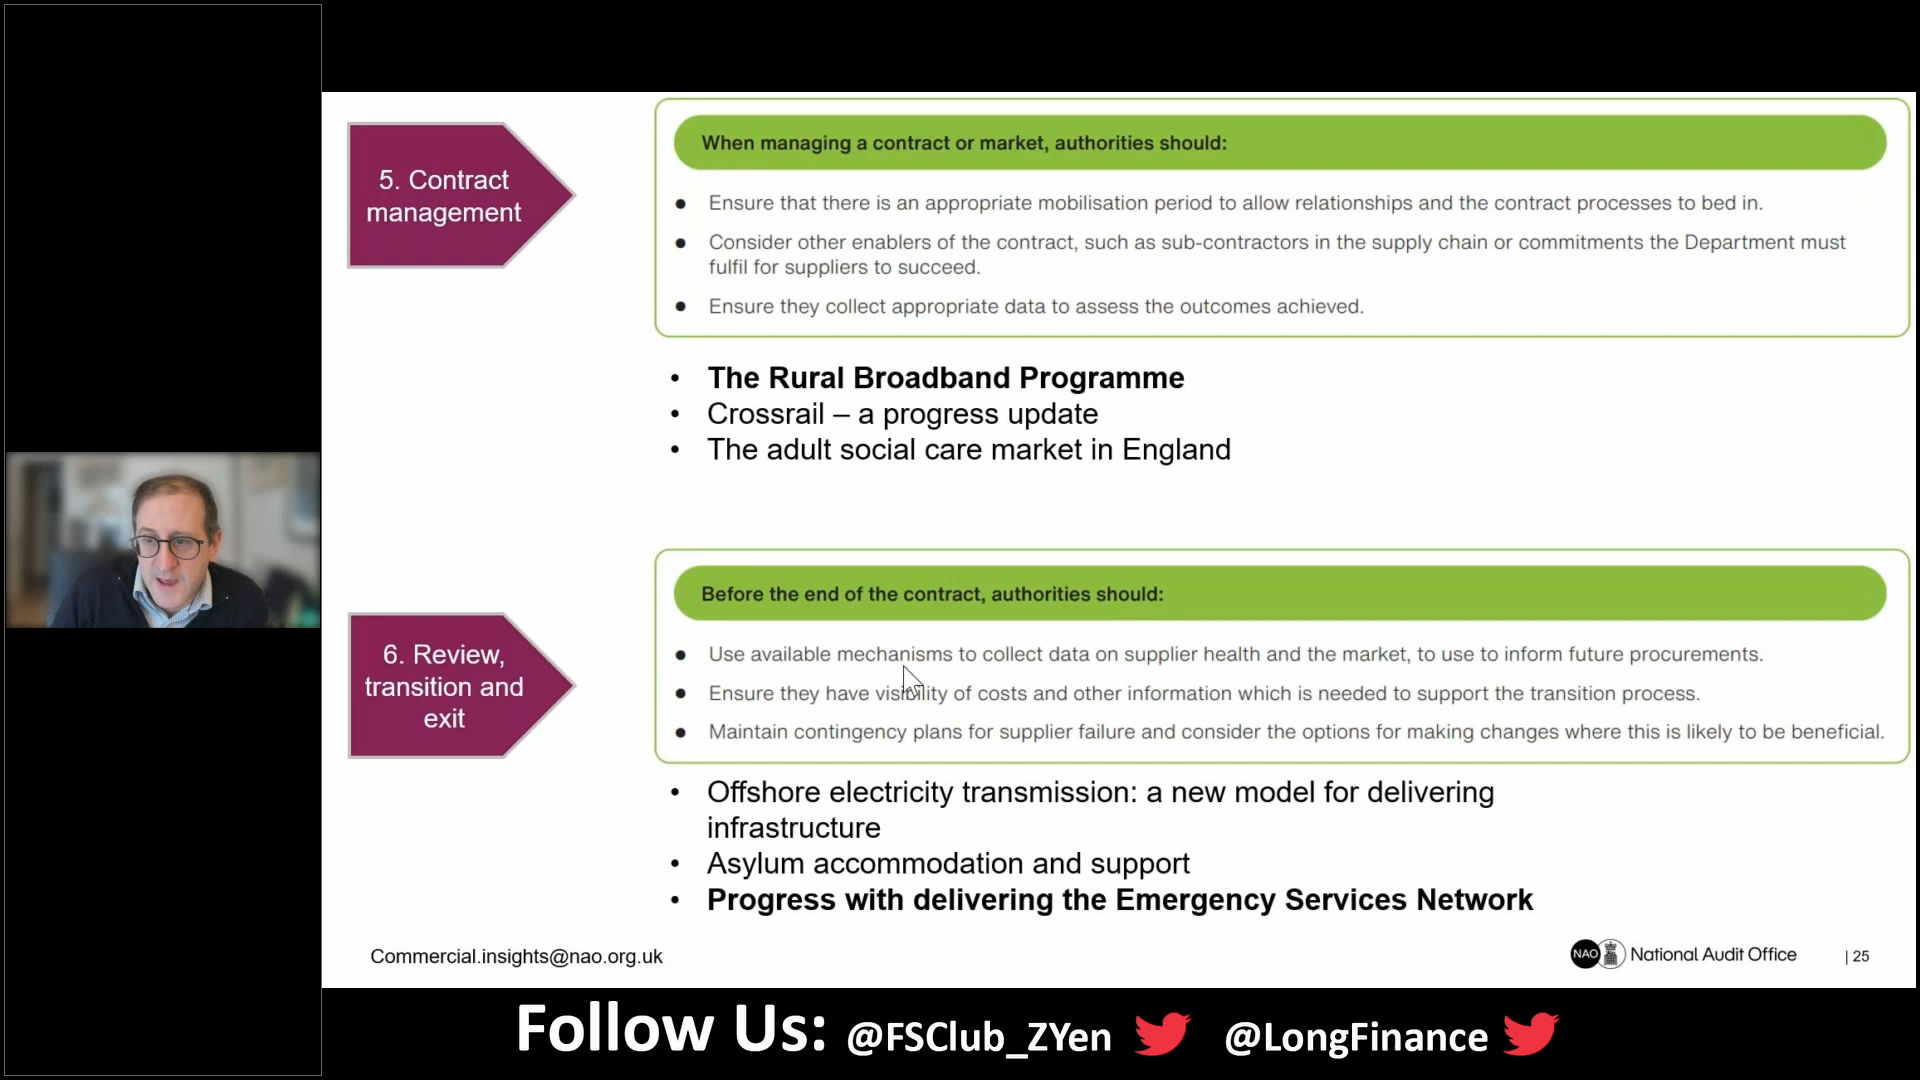 5. Contract
management
When managing a contract or market, authorities should:
● Ensure that there is an appropriate mobilisation period to allow relationships and the contract processes to bed in.
● Consider other enablers of the contract, such as sub-contractors in the supply chain or commitments the Department must
fulfil for suppliers to succeed.
● Ensure they collect appropriate data to assess the outcomes achieved.
• The Rural Broadband Programme
• Crossrail – a progress update
• The adult social care market in England
6. Review,
transition and
exit
Before the end of the contract, authorities should:
● Use available mechanisms to collect data on supplier health and the market, to use to inform future procurements.
● Ensure they have visibility of costs and other information which is needed to support the transition process.
● Maintain contingency plans for supplier failure and consider the options for making changes where this is likely to be beneficial.
• Offshore electricity transmission: a new model for delivering
infrastructure
• Asylum accommodation and support
• Progress with delivering the Emergency Services Network
Commercial.insights@nao.org.uk
NAO National Audit Office
| 25
Follow Us: @FSClub_ZYen @LongFinance